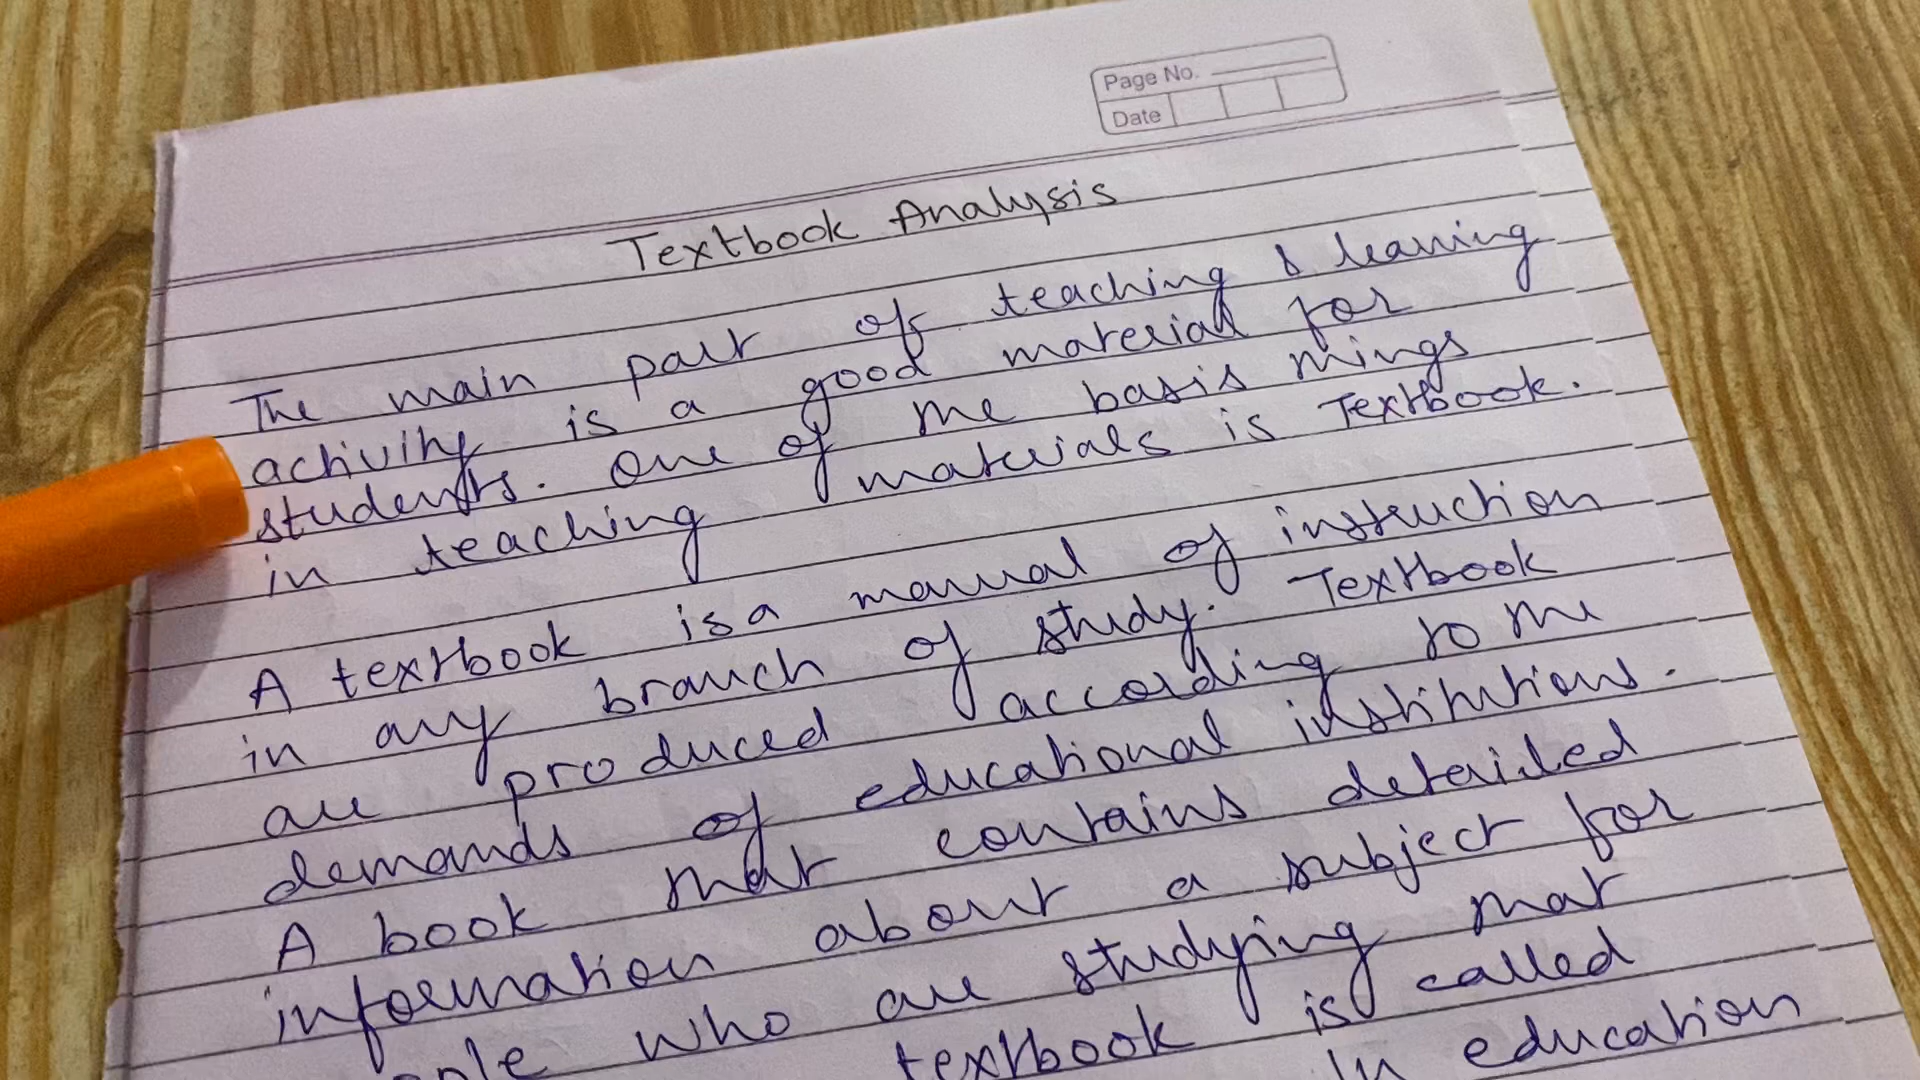 Page No.
Date
Textbook Analysis
The main part of teaching & learning
activity is a good material for
students. One of the basis things
in teaching materials is Textbook.
A textbook is a manual of instruction
in any branch of study. Textbook
are produced according to the
demands of educational institutions.
A book that contains detailed
information about a subject for
who are studying that
textbook is called
In education